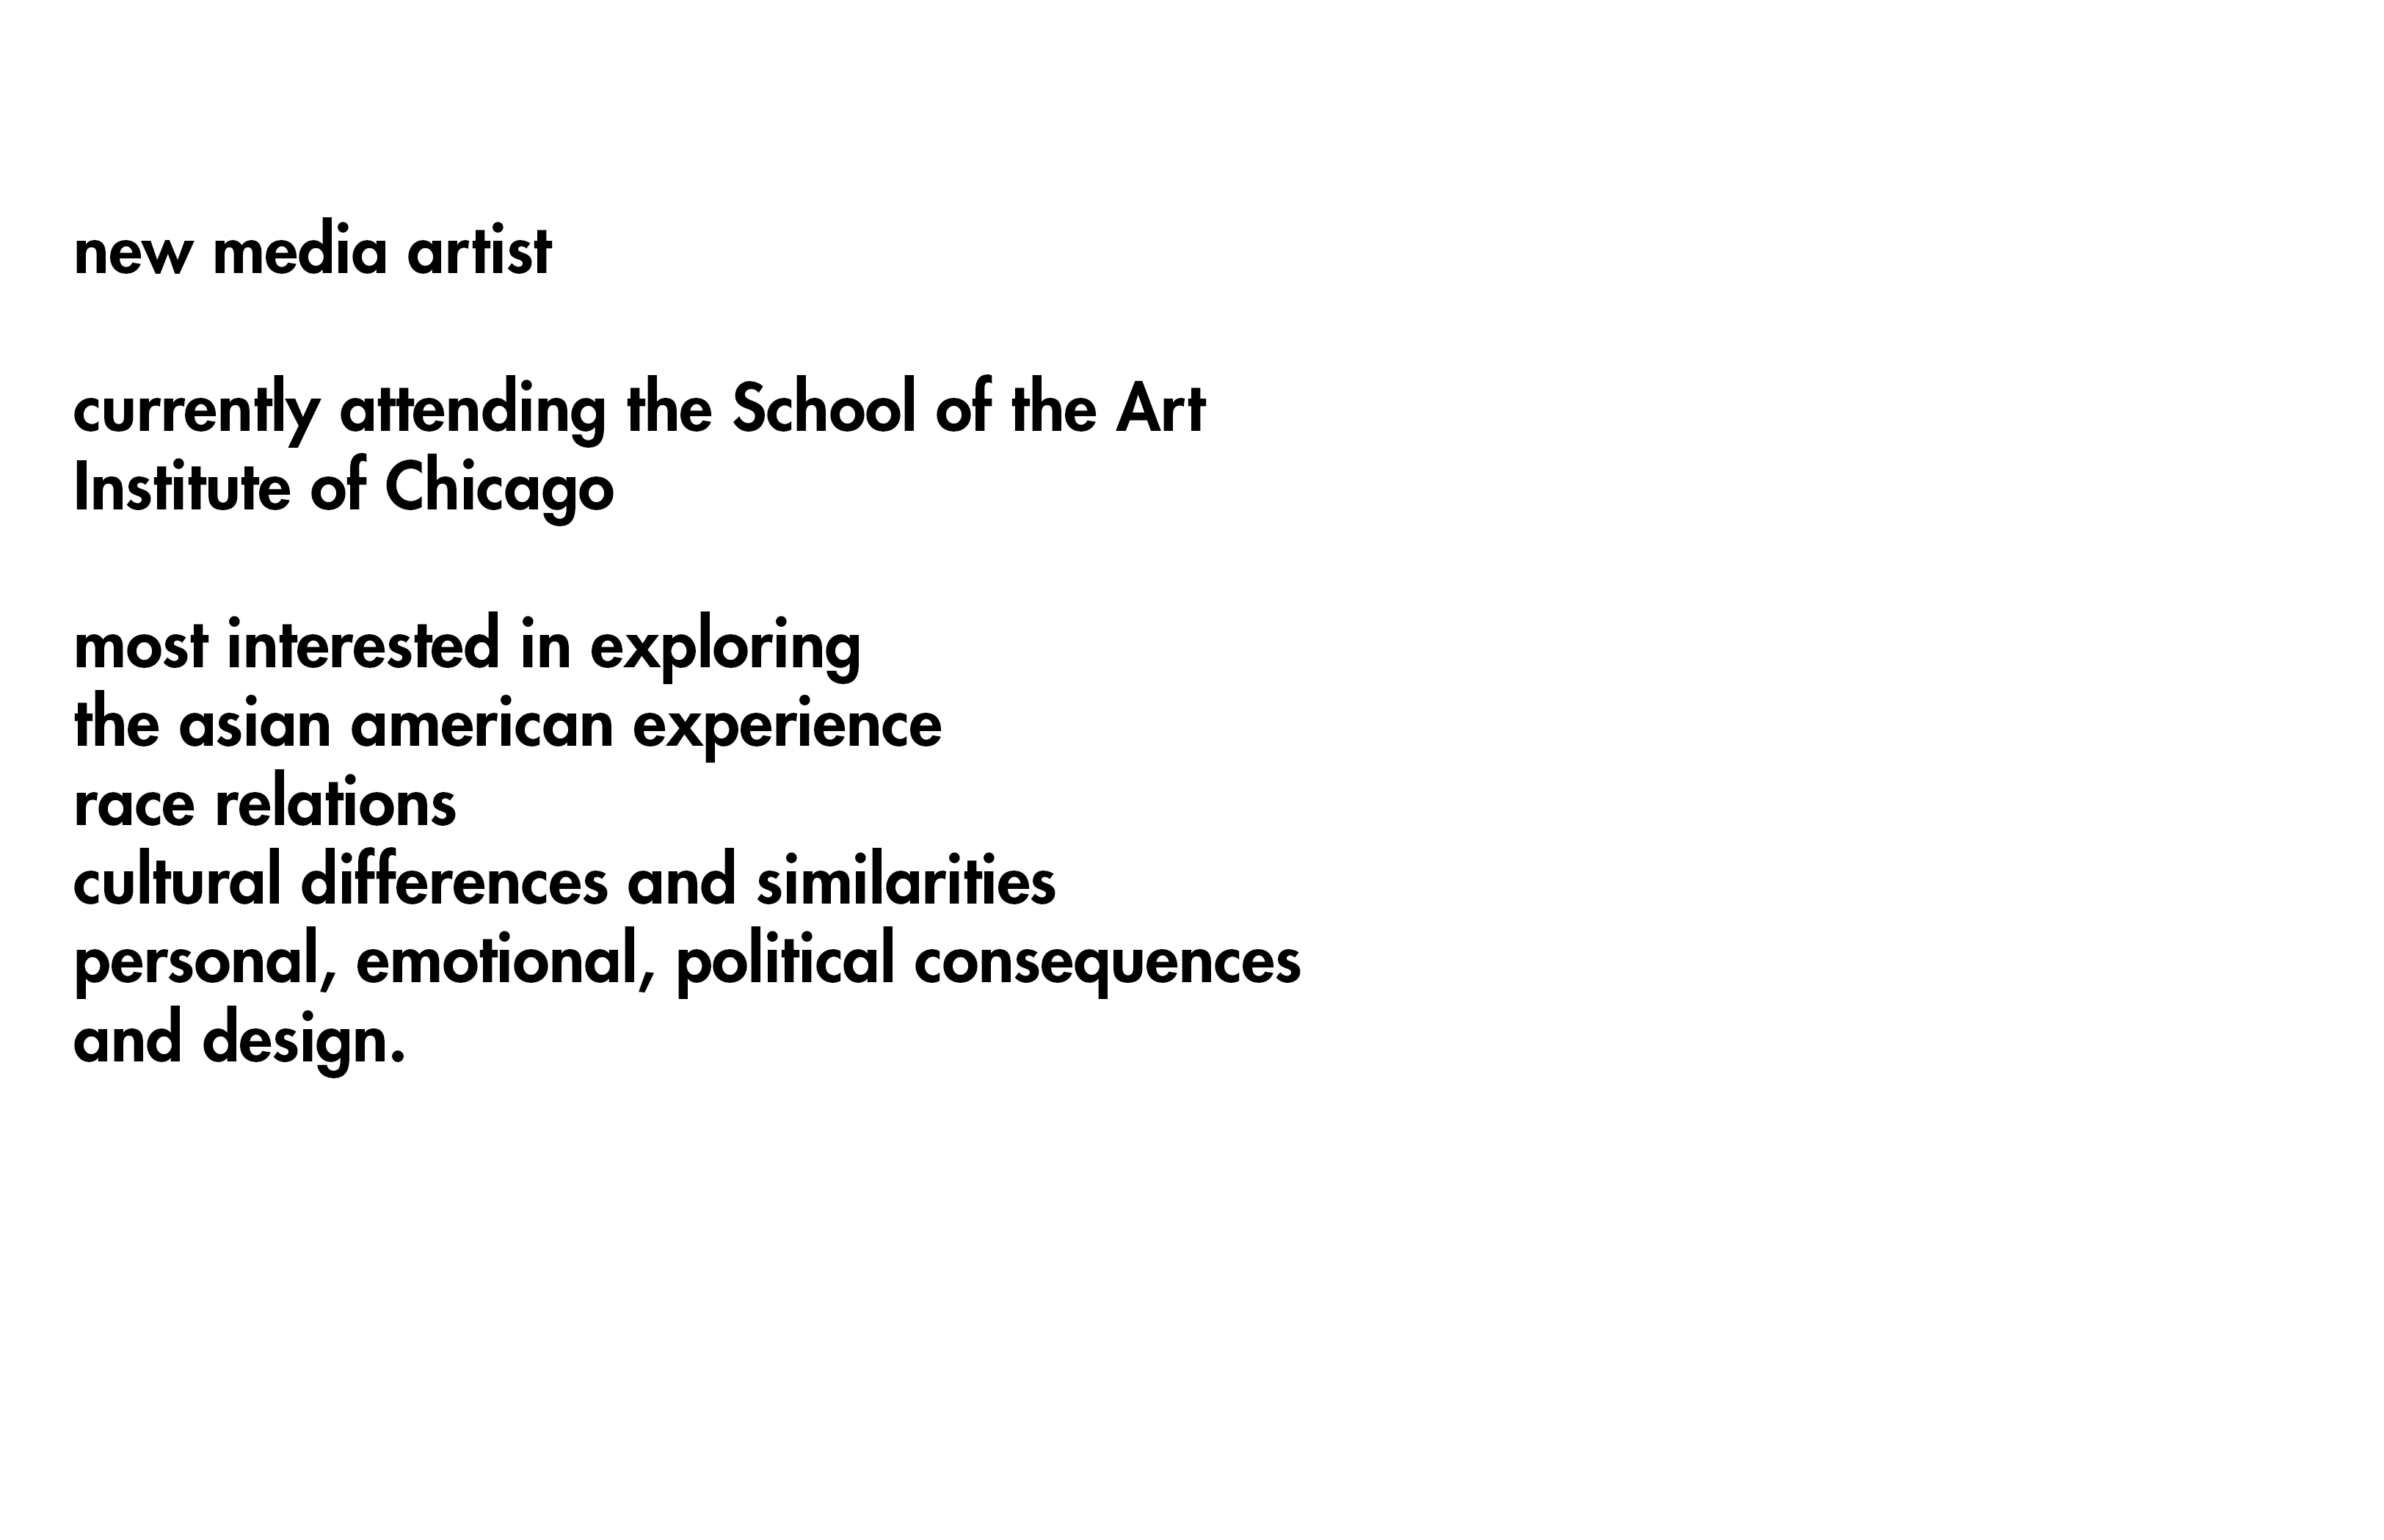 new media artist
currently attending the School of the Art
Institute of Chicago
most interested in exploring
the asian american experience
race relations
cultural differences and similarities
personal, emotional, political consequences
and design.